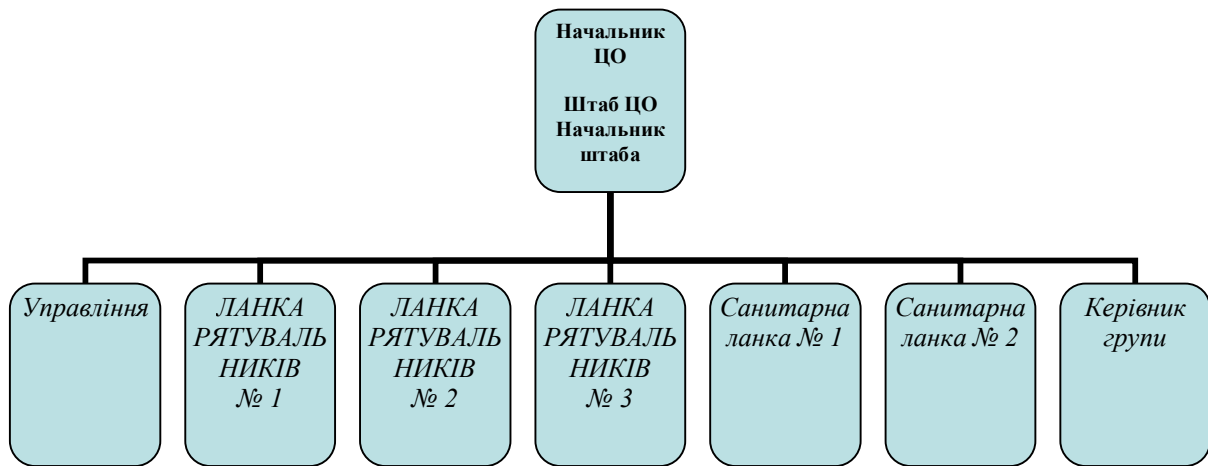 Начальник
ЦО
Штаб ЦО
Начальник
штаба
Управління
ЛАНКА
РЯТУВАЛЬ
НИКІВ
№ 1
ЛАНКА
РЯТУВАЛЬ
НИКІВ
№ 2
ЛАНКА
РЯТУВАЛЬ
НИКІВ
№ 3
Санитарна
ланка № 1
Санитарна
ланка № 2
Керівник
групи